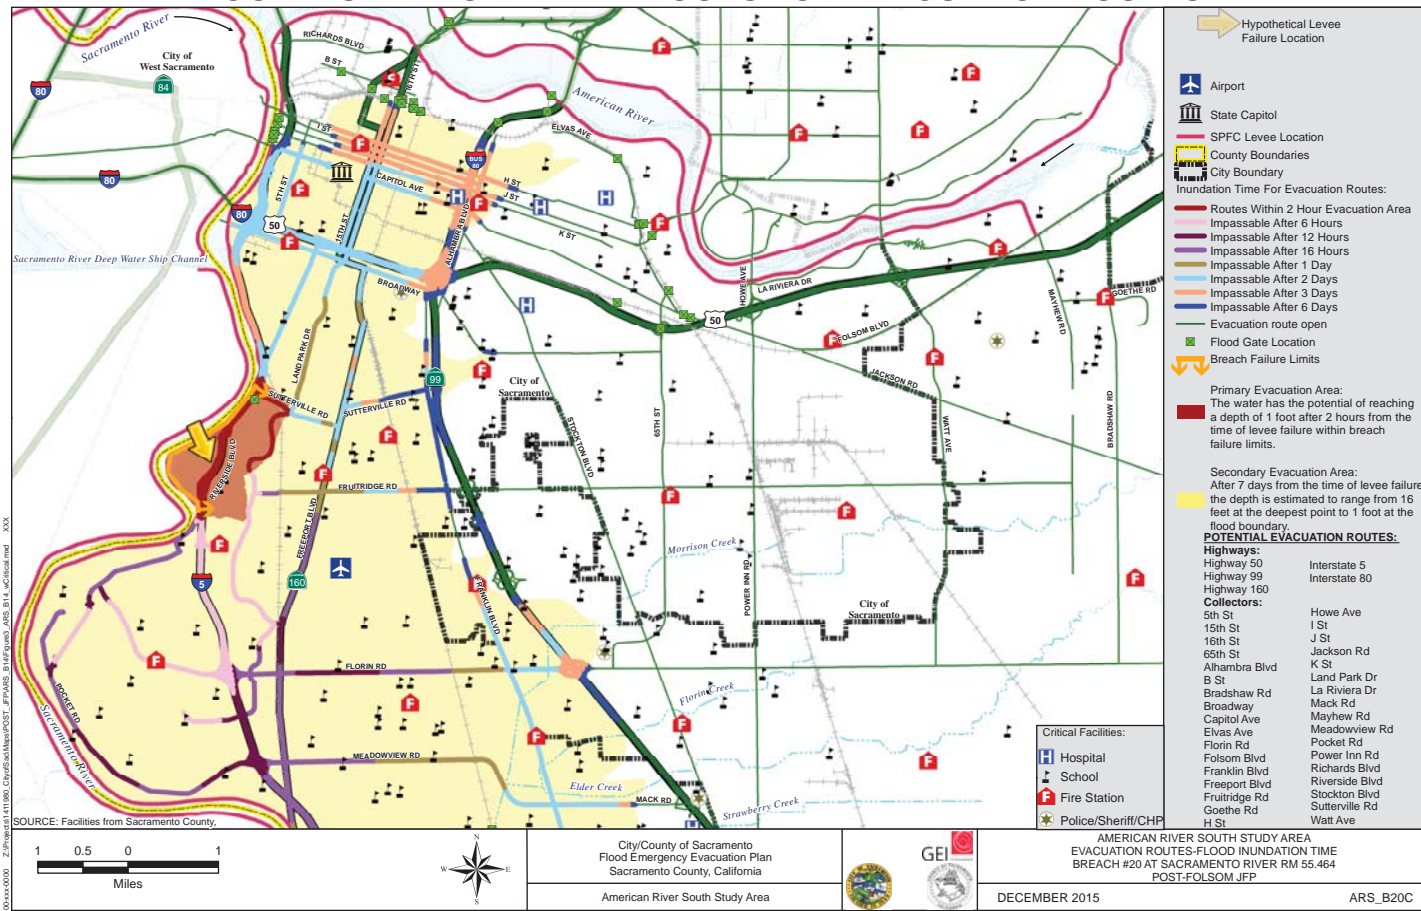 Sacramento River
City of
West Sacramento
84
80
80
80
RICHARDS BLVD
B ST
16TH ST
I ST
American River
ELVAS AVE
BUS
80
CAPITOL AVE
5TH ST
15TH ST
H ST
J ST
K ST
50
ALHAMBRA BLVD
BROADWAY
Sacramento River Deep Water Ship Channel
HOWE AVE
LA RIVIERA DR
50
GOETHE RD
MAYHEW RD
FOLSOM BLVD
JACKSON RD
LAND PARK DR
SUTTERVILLE RD
SUTTERVILLE RD
99
City of
Sacramento
STOCKTON BLVD
65TH ST
WATT AVE
BRADSHAW RD
RIVERSIDE BLVD
FRUITRIDGE RD
FREEPORT BLVD
Morrison Creek
POWER INN RD
5
160
FRANKLIN BLVD
City of
Sacramento
FLORIN RD
Florin Creek
POCKET RD
Sacramento River
MEADOWVIEW RD
Elder Creek
MACK RD
Strawberry Creek
SOURCE: Facilities from Sacramento County,
Hypothetical Levee
Failure Location
Airport
State Capitol
SPFC Levee Location
County Boundaries
City Boundary
Inundation Time For Evacuation Routes:
Routes Within 2 Hour Evacuation Area
Impassable After 6 Hours
Impassable After 12 Hours
Impassable After 16 Hours
Impassable After 1 Day
Impassable After 2 Days
Impassable After 3 Days
Impassable After 6 Days
Evacuation route open
Flood Gate Location
Breach Failure Limits
Primary Evacuation Area:
The water has the potential of reaching
a depth of 1 foot after 2 hours from the
time of levee failure within breach
failure limits.
Secondary Evacuation Area:
After 7 days from the time of levee failure
the depth is estimated to range from 16
feet at the deepest point to 1 foot at the
flood boundary.
POTENTIAL EVACUATION ROUTES:
Highways:
Highway 50
Highway 99
Highway 160
Interstate 5
Interstate 80
Collectors:
5th St
15th St
16th St
65th St
Alhambra Blvd
B St
Bradshaw Rd
Broadway
Capitol Ave
Elvas Ave
Florin Rd
Folsom Blvd
Franklin Blvd
Freeport Blvd
Fruitridge Rd
Goethe Rd
H St
Howe Ave
I St
J St
Jackson Rd
K St
Land Park Dr
La Riviera Dr
Mack Rd
Mayhew Rd
Meadowview Rd
Pocket Rd
Power Inn Rd
Richards Blvd
Riverside Blvd
Stockton Blvd
Sutterville Rd
Watt Ave
Critical Facilities:
H Hospital
School
F Fire Station
Police/Sheriff/CHP
1 0.5 0 1
Miles
N
W E
S
City/County of Sacramento
Flood Emergency Evacuation Plan
Sacramento County, California
American River South Study Area
GEI
AMERICAN RIVER SOUTH STUDY AREA
EVACUATION ROUTES-FLOOD INUNDATION TIME
BREACH #20 AT SACRAMENTO RIVER RM 55.464
POST-FOLSOM JFP
DECEMBER 2015
ARS_B20C